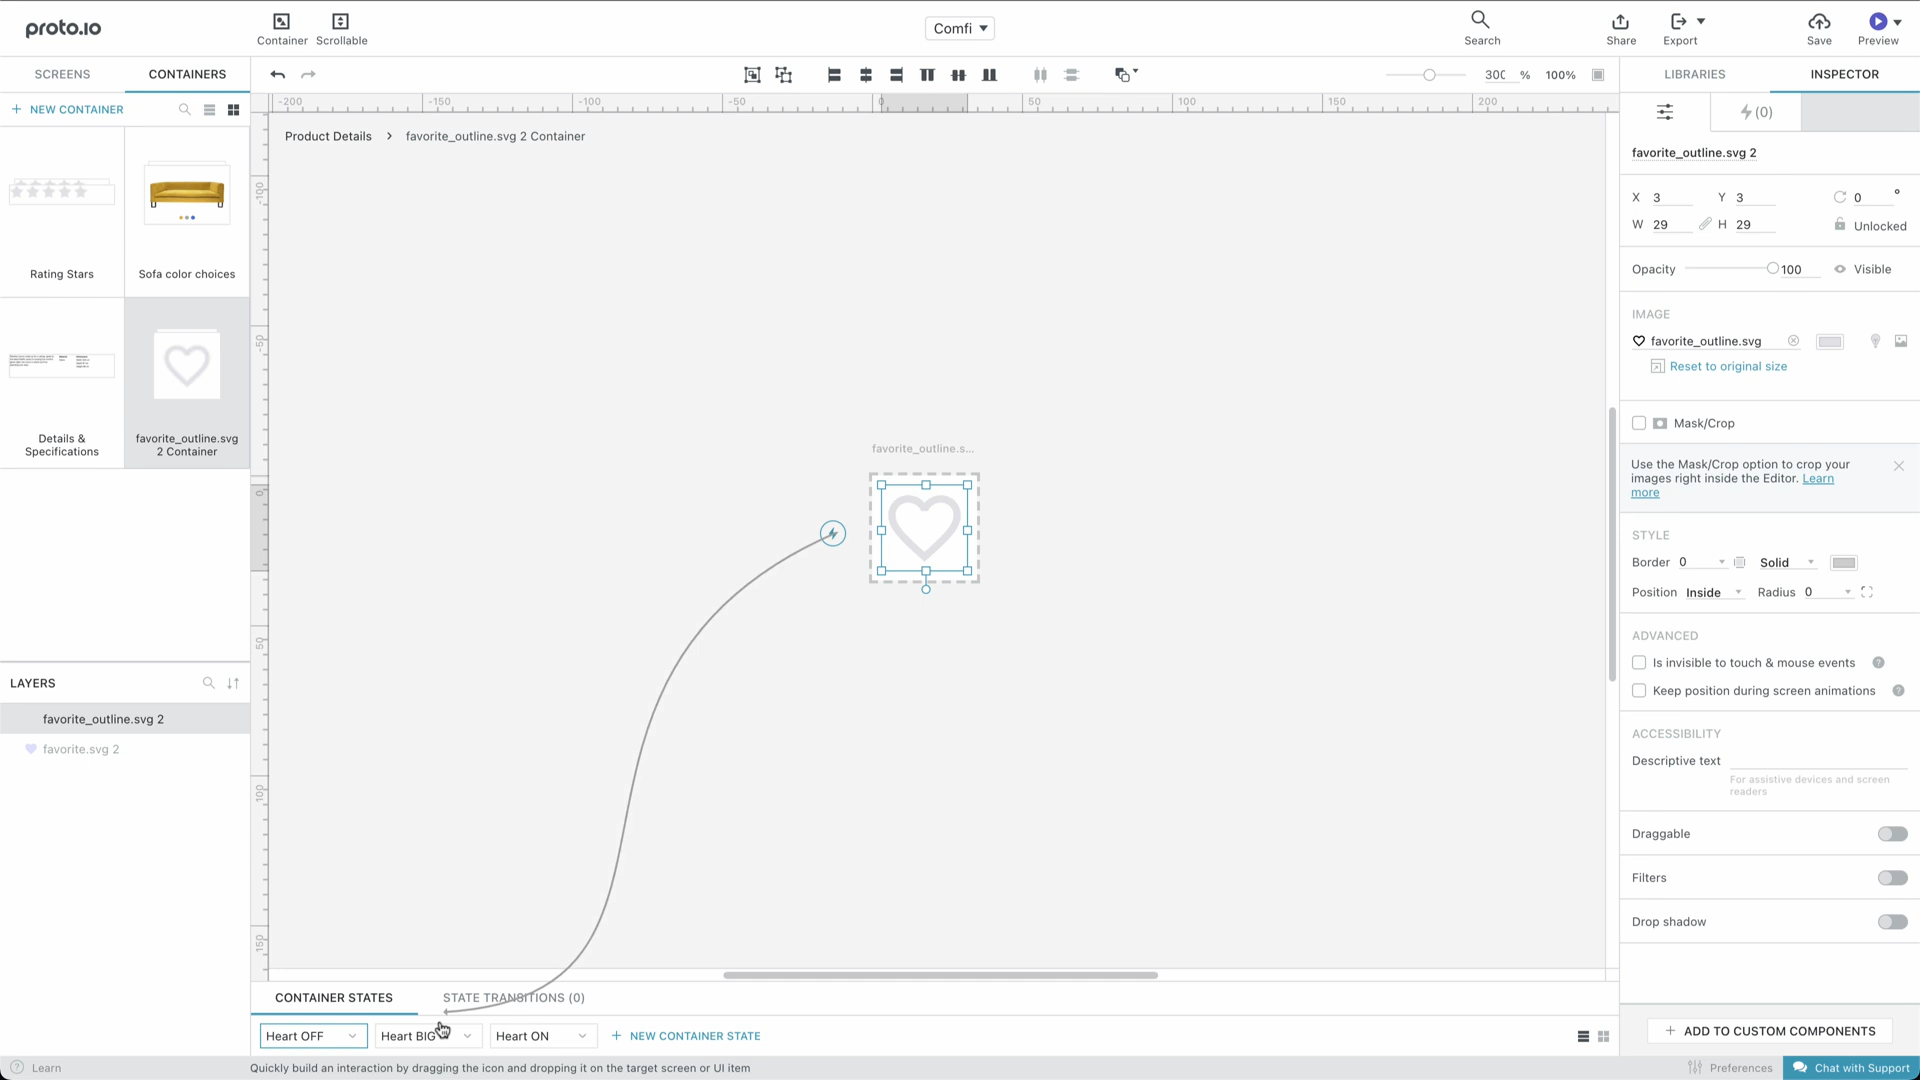 proto.io
Container
Scrollable
Comfi
Search
Share
Export
Save
Preview
SCREENS
CONTAINERS
300 %
100%
LIBRARIES
INSPECTOR
+ NEW CONTAINER
-200
-150
-100
-50
0
50
100
150
200
(0)
Product Details > favorite_outline.svg 2 Container
favorite_outline.svg 2
X 3
Y 3
0 °
W 29
H 29
Unlocked
Opacity
100
Visible
Rating Stars
Sofa color choices
Details &
Specifications
favorite_outline.svg
2 Container
IMAGE
favorite_outline.svg
Reset to original size
Mask/Crop
Use the Mask/Crop option to crop your
images right inside the Editor. Learn
more
favorite_outline.s...
-100
-50
0
50
100
150
STYLE
Border 0
Solid
Position Inside
Radius 0
ADVANCED
Is invisible to touch & mouse events
Keep position during screen animations
LAYERS
favorite_outline.svg 2
favorite.svg 2
ACCESSIBILITY
Descriptive text
For assistive devices and screen
readers
Draggable
Filters
Drop shadow
CONTAINER STATES
STATE TRANSITIONS (0)
Heart OFF
Heart BIG
Heart ON
+ NEW CONTAINER STATE
+ ADD TO CUSTOM COMPONENTS
Learn
Quickly build an interaction by dragging the icon and dropping it on the target screen or UI item
Preferences
Chat with Support